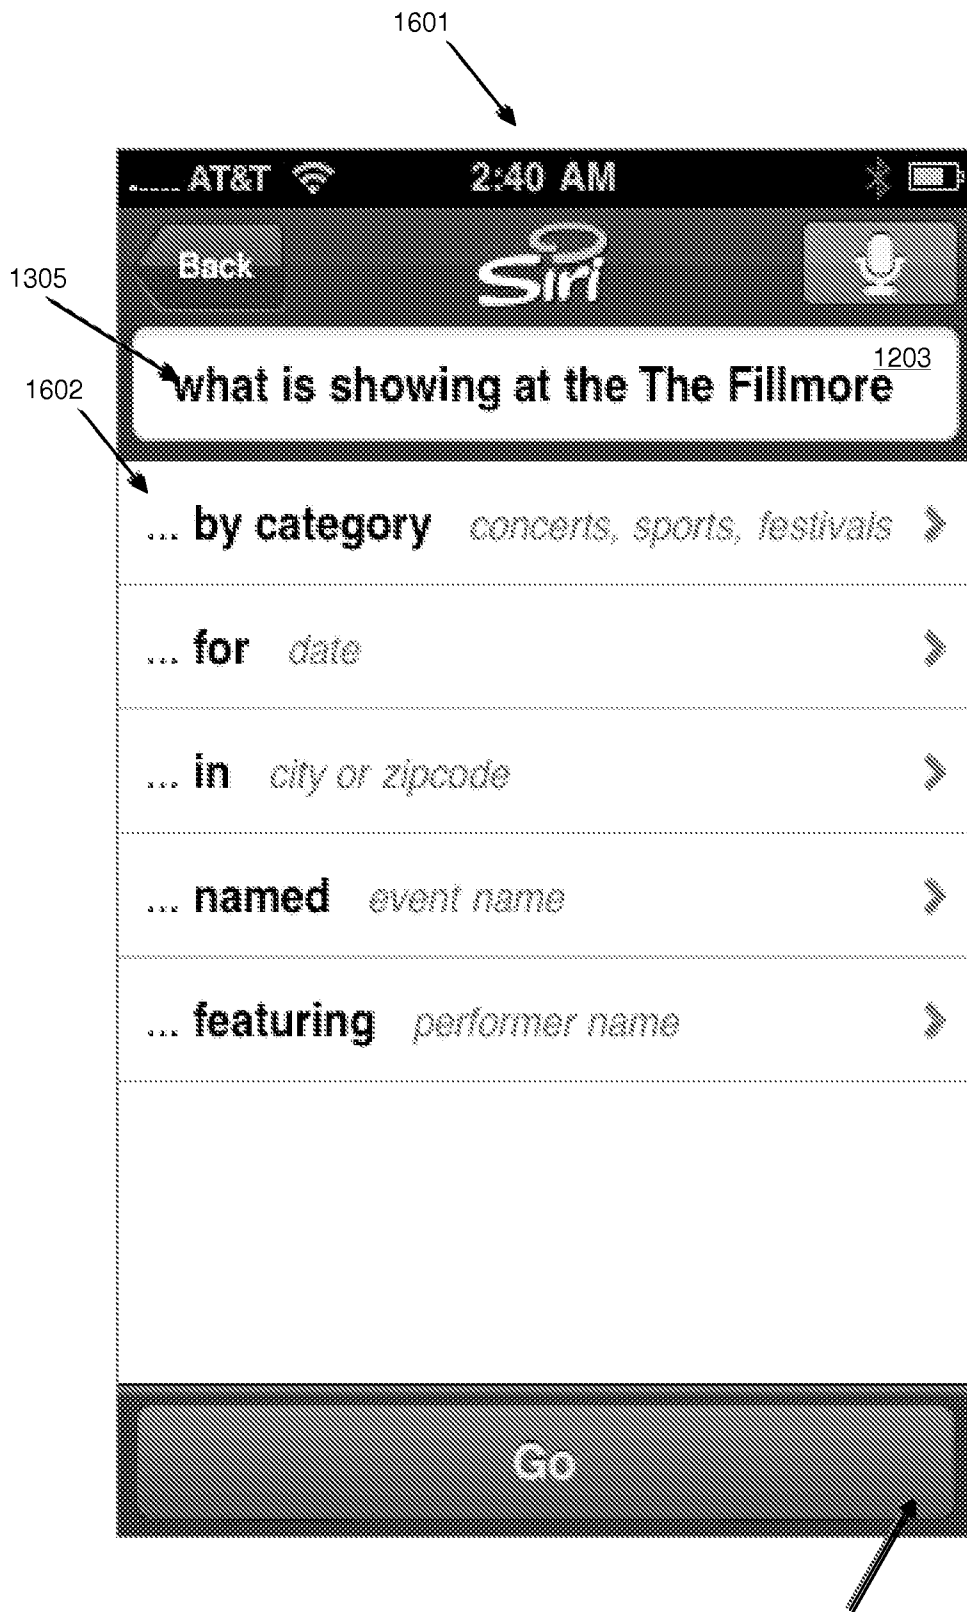 1601
AT&T 2:40 AM
Back Siri
1305
1203
what is showing at the The Fillmore
1602
... by category concerts, sports, festivals
... for date
... in city or zipcode
... named event name
... featuring performer name
Go